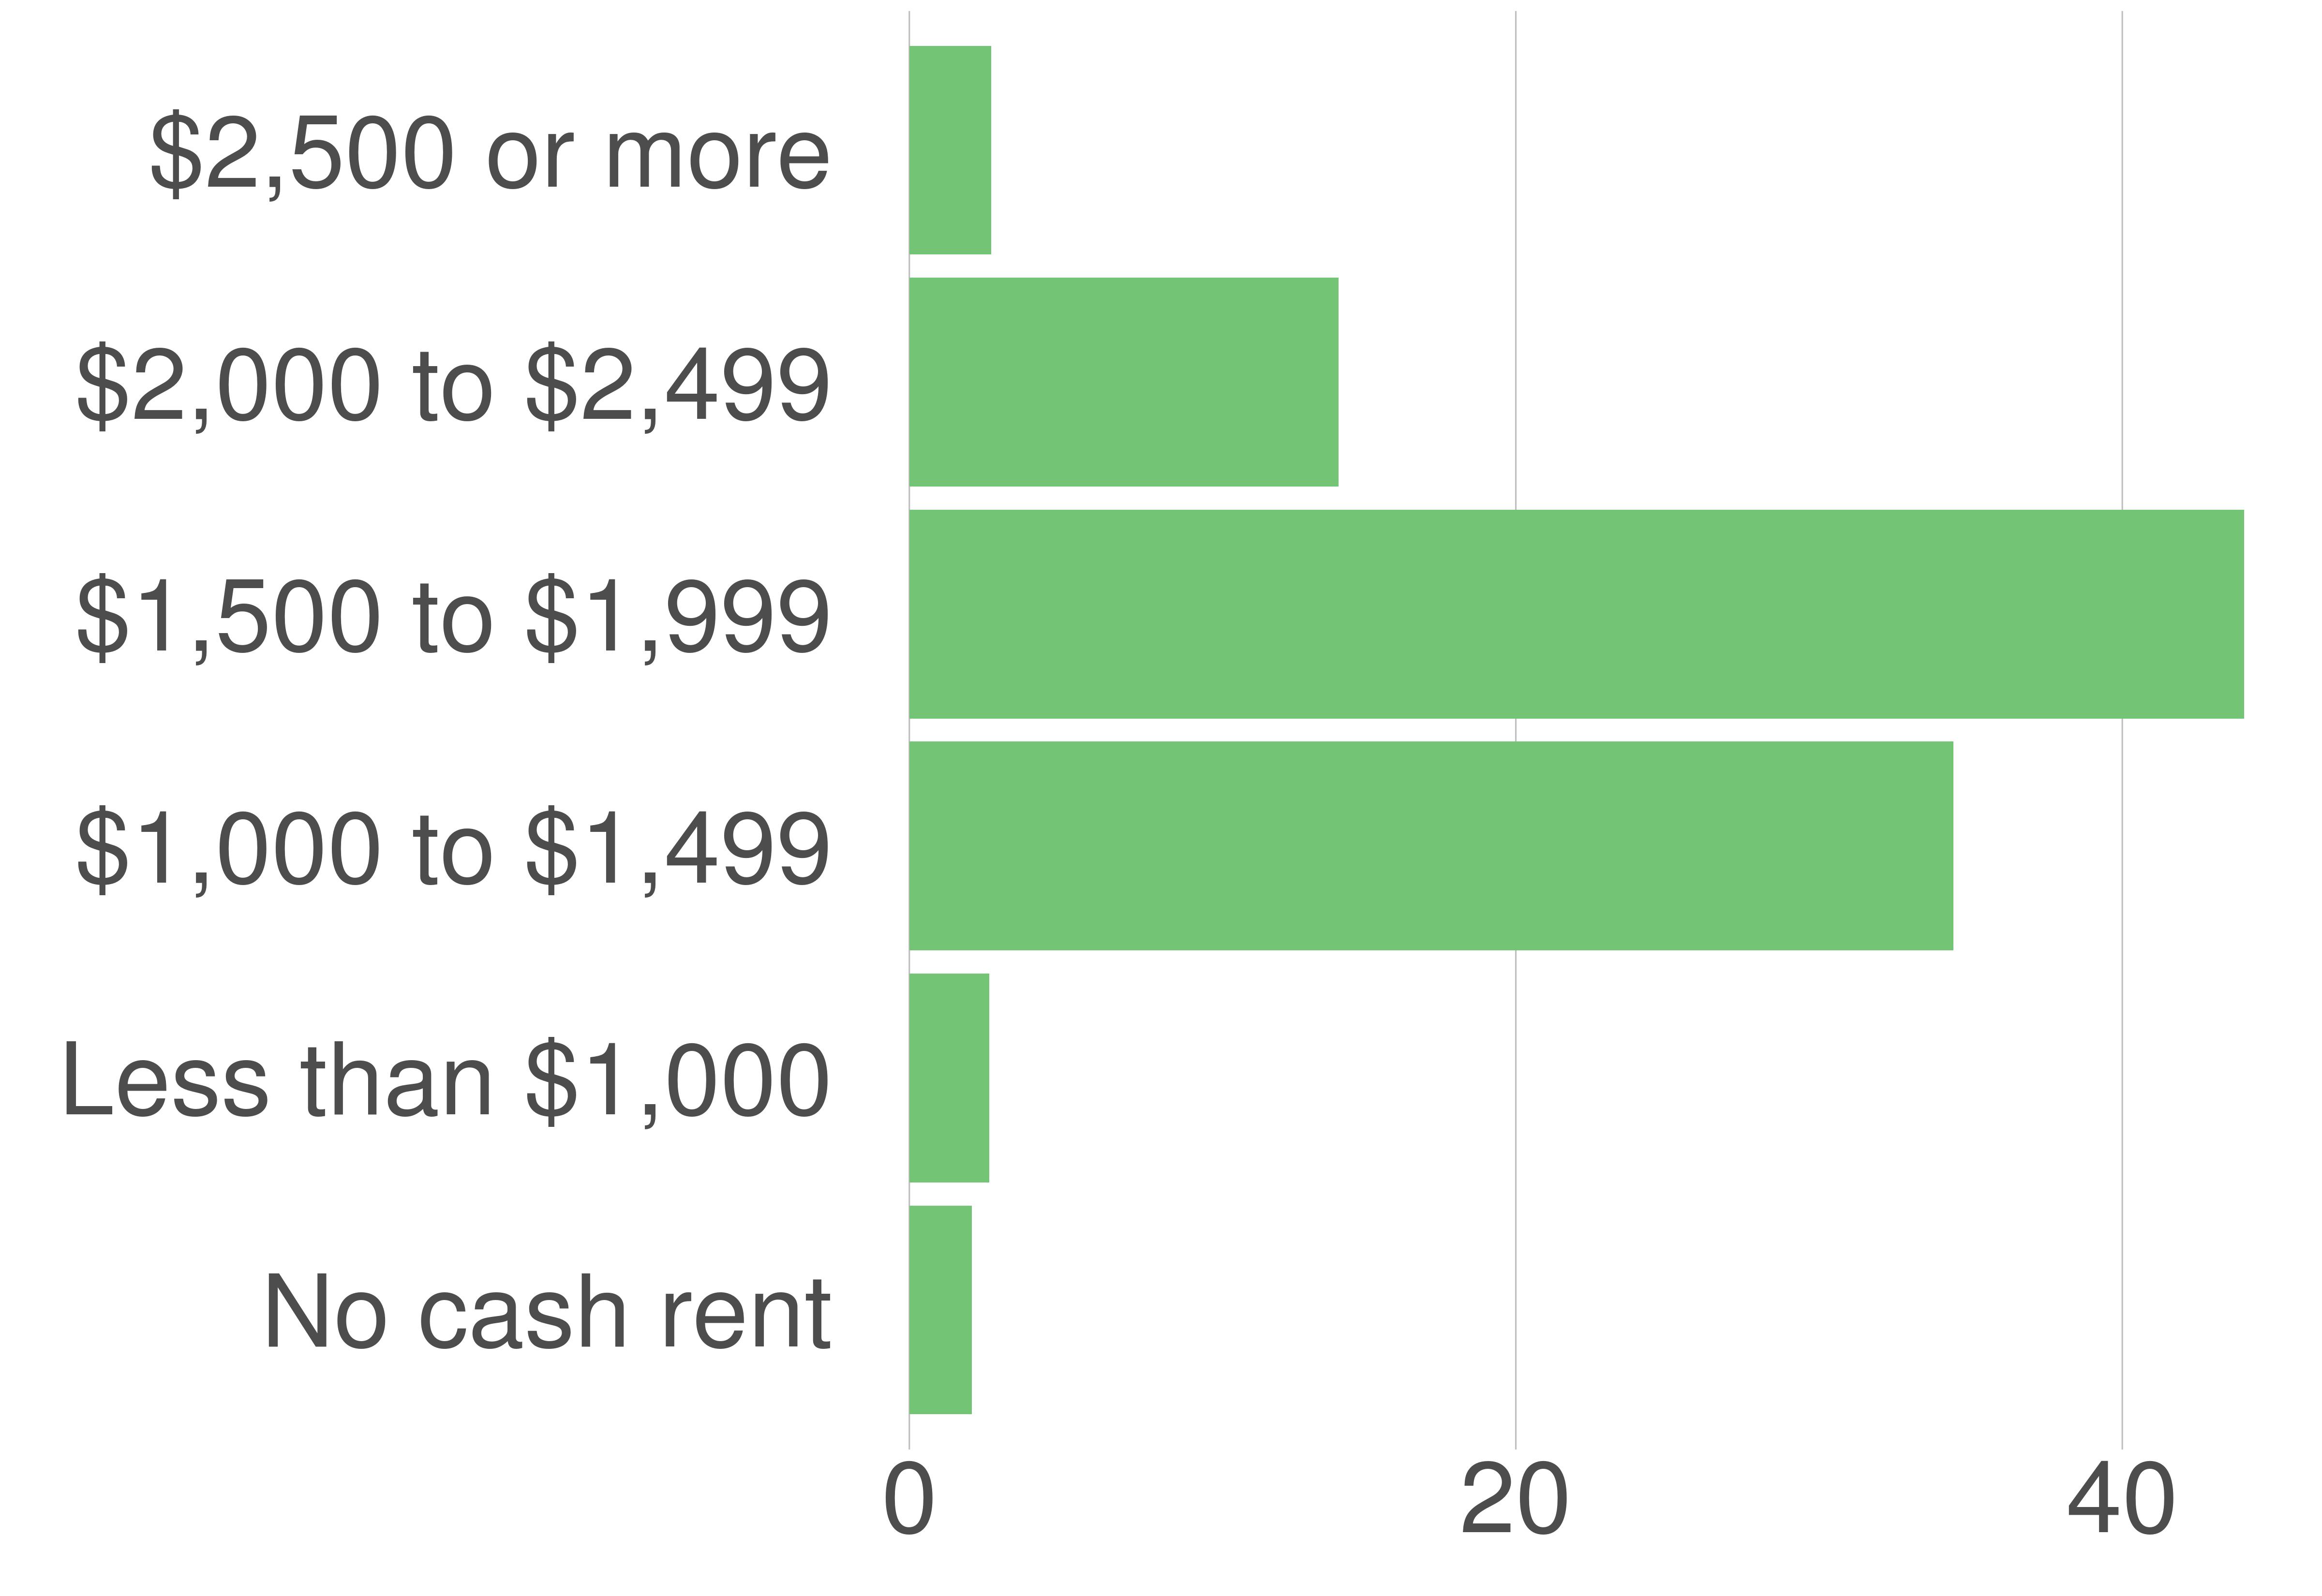 $2,500 or more
$2,000 to $2,499
$1,500 to $1,999
$1,000 to $1,499
Less than $1,000
No cash rent
0 20 40